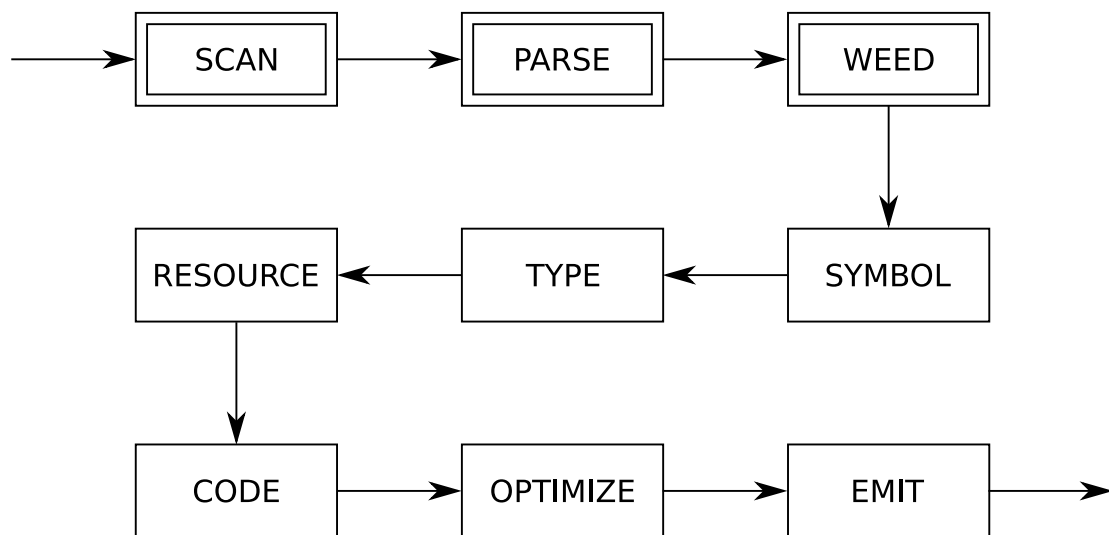 SCAN
PARSE
WEED
RESOURCE
TYPE
SYMBOL
CODE
OPTIMIZE
EMIT